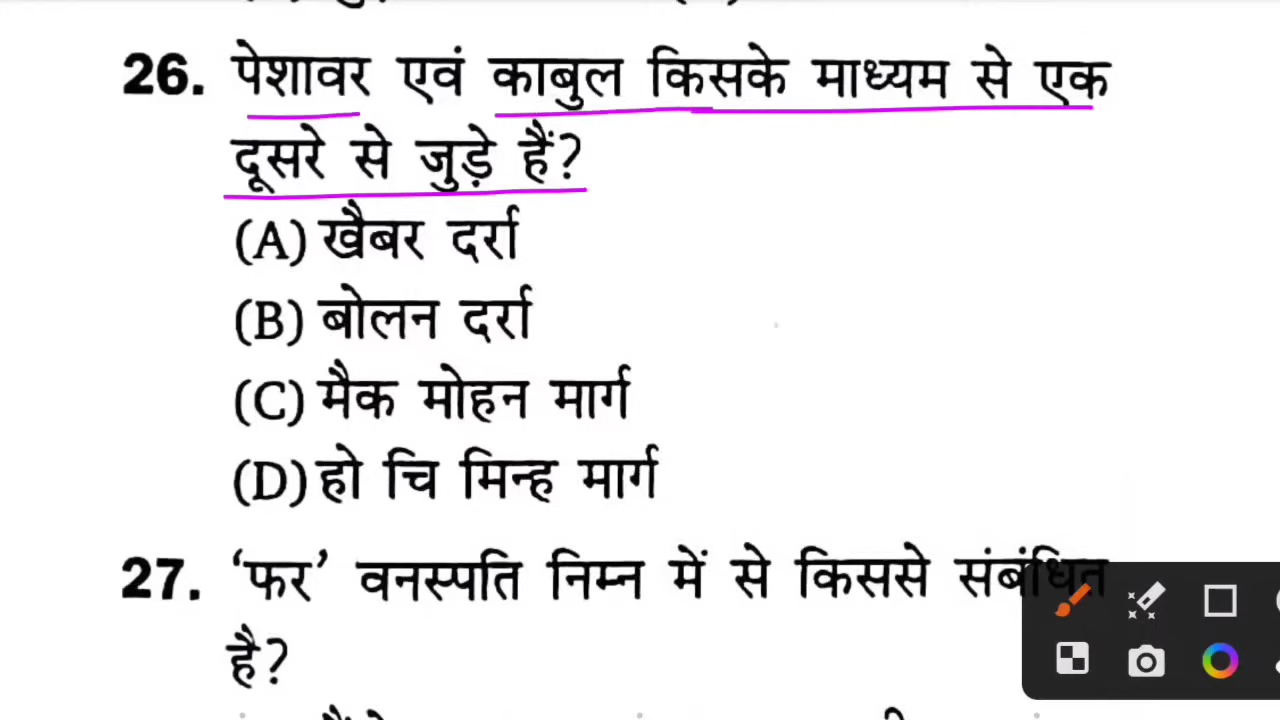 26. पेशावर एवं काबुल किसके माध्यम से एक
दूसरे से जुड़े हैं?
(A) खैबर दर्रा
(B) बोलन दर्रा
(C) मैक मोहन मार्ग
(D) हो चि मिन्ह मार्ग
27. ‘फर’ वनस्पति निम्न में से किससे संबंधित
है?